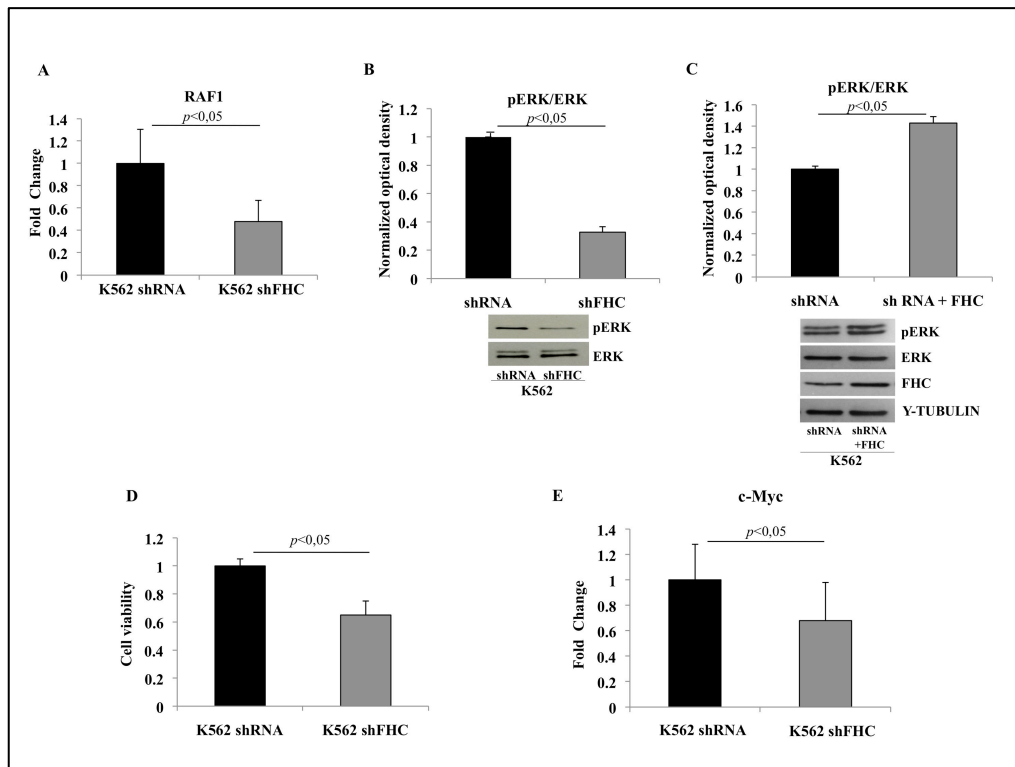 A
RAF1
p<0,05
Fold Change
1.4
1.2
1
0.8
0.6
0.4
0.2
0
K562 shRNA K562 shFHC
B
pERK/ERK
p<0,05
Normalized optical density
1.2
1
0.8
0.6
0.4
0.2
0
shRNA shFHC
pERK
ERK
shRNA shFHC
K562
C
pERK/ERK
p<0,05
Normalized optical density
1.6
1.4
1.2
1
0.8
0.6
0.4
0.2
0
shRNA sh RNA + FHC
pERK
ERK
FHC
Y-TUBULIN
shRNA shRNA
+FHC
K562
D
p<0,05
Cell viability
1.2
1
0.8
0.6
0.4
0.2
0
K562 shRNA K562 shFHC
E
c-Myc
p<0,05
Fold Change
1.4
1.2
1
0.8
0.6
0.4
0.2
0
K562 shRNA K562 shFHC